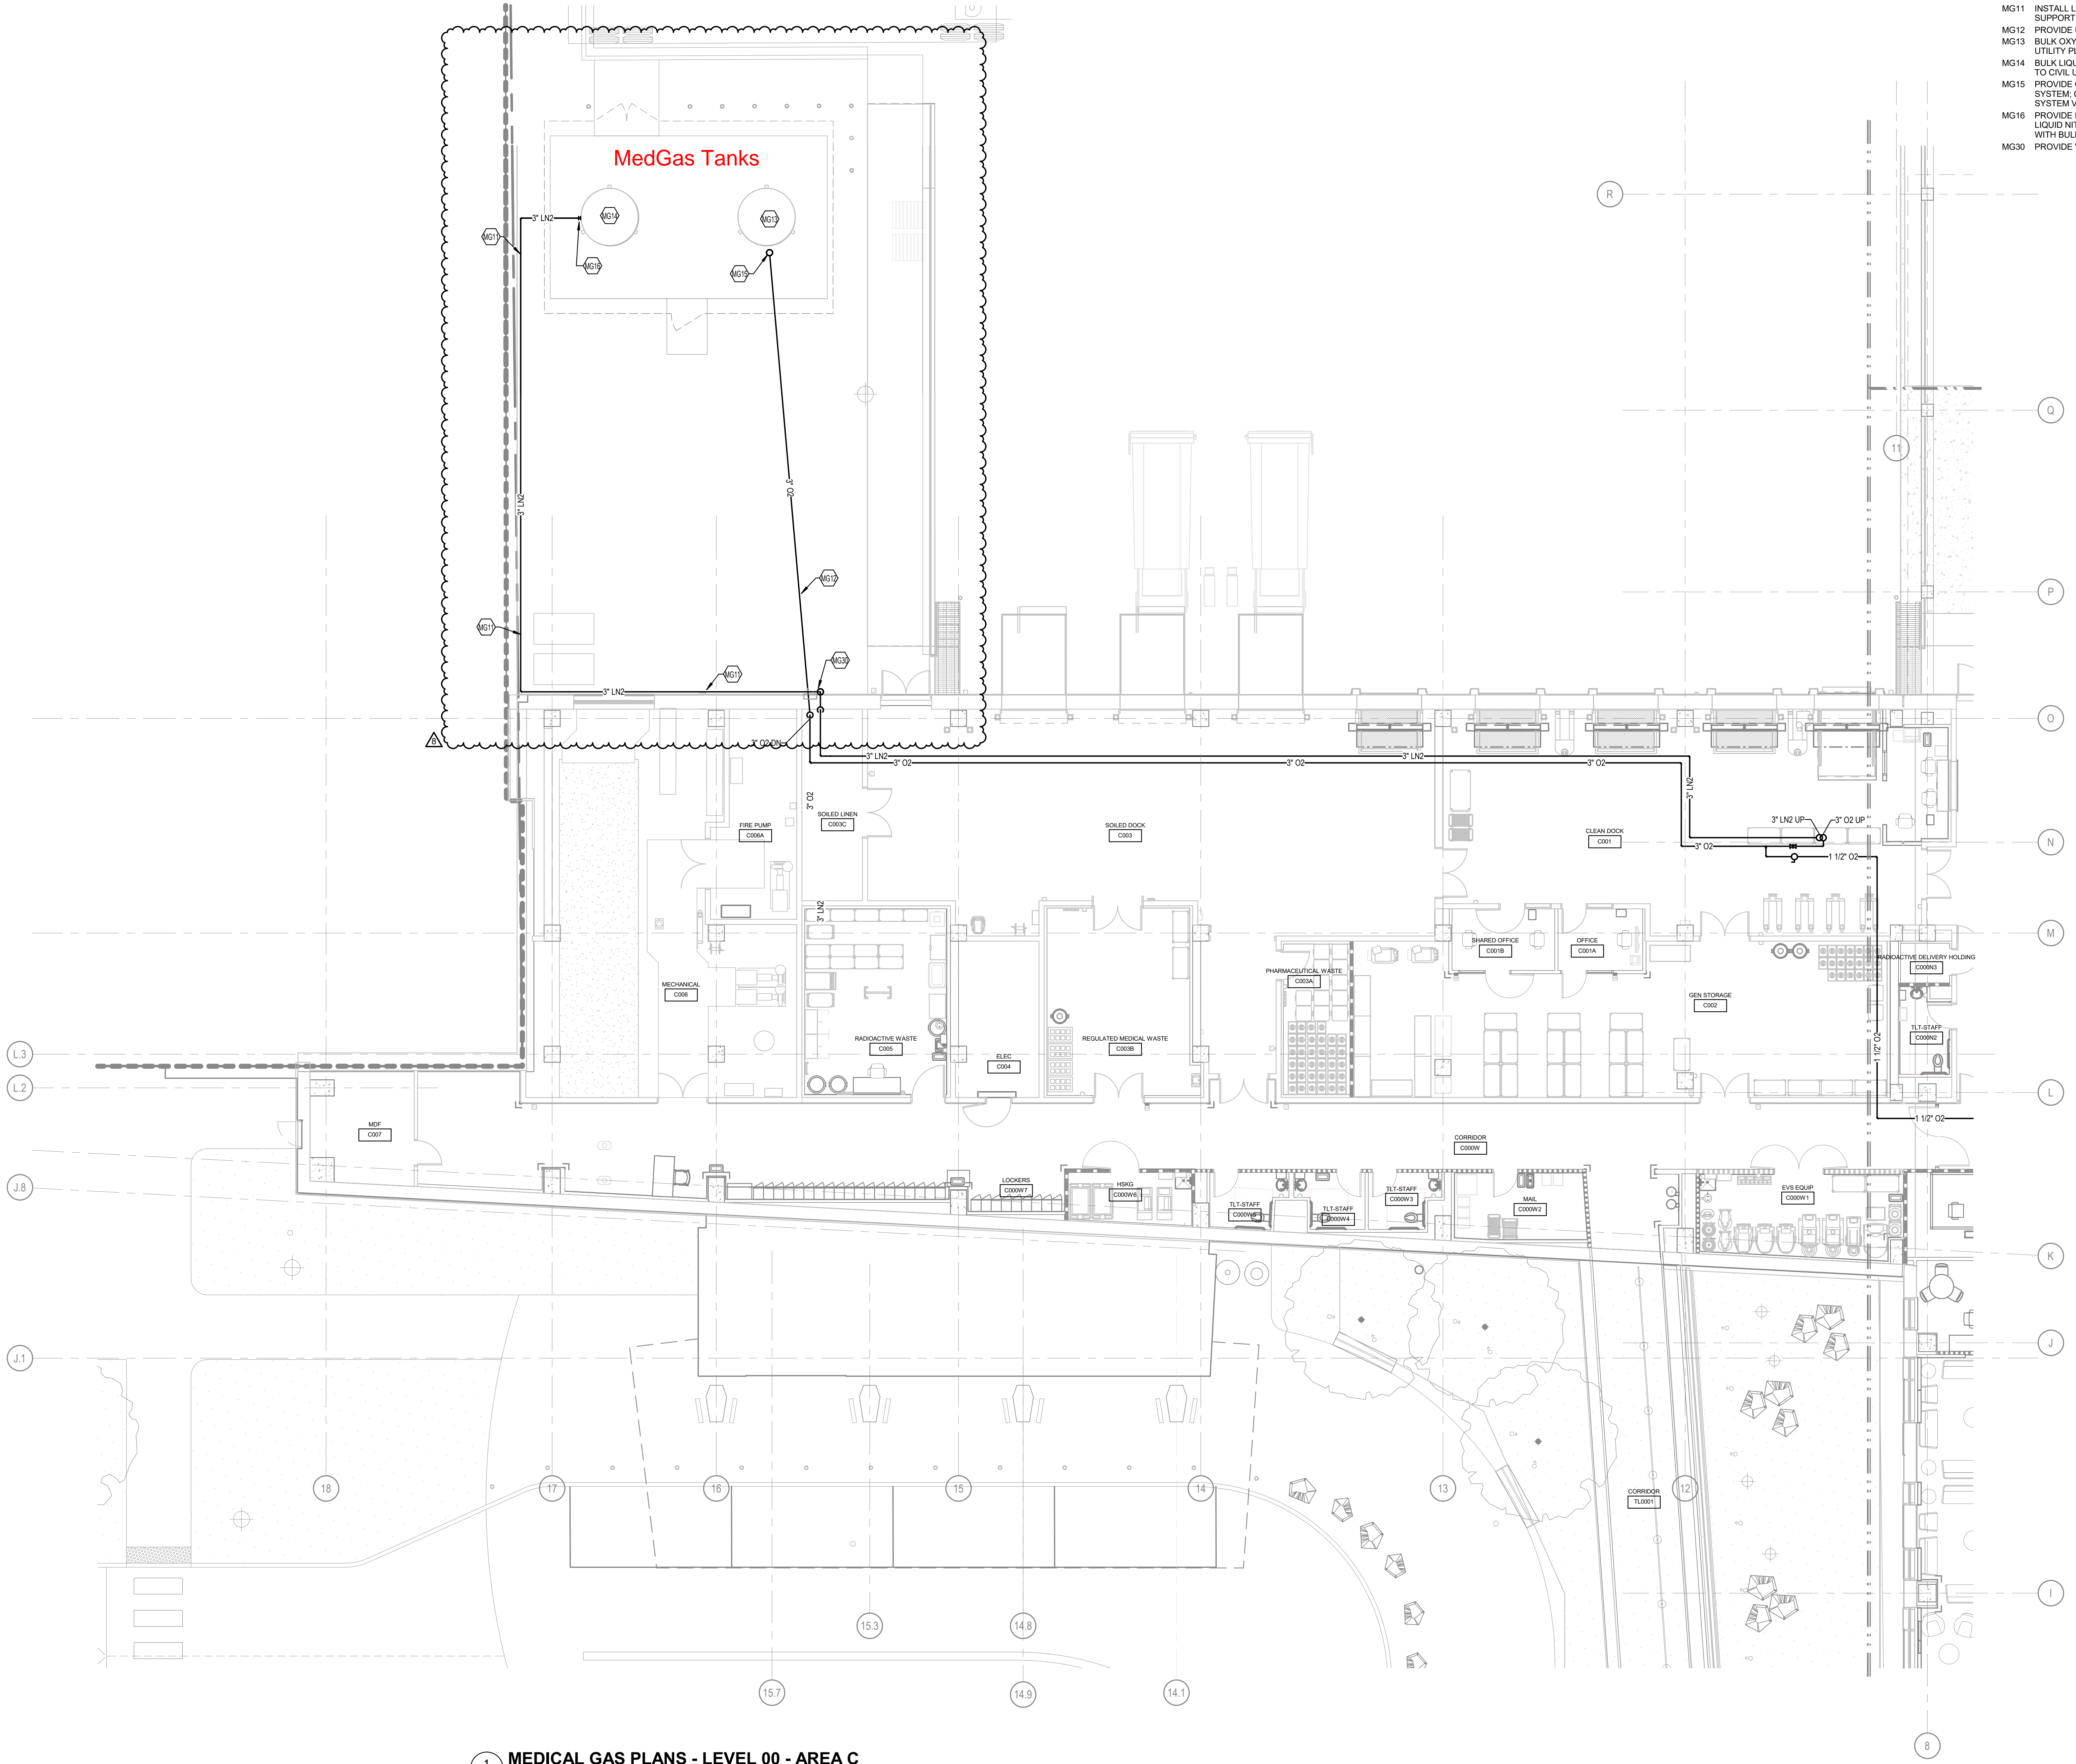 MG11 INSTALL L
SUPPORT
MG12 PROVIDE
MG13 BULK OXY
UTILITY PL
MG14 BULK LIQU
TO CIVIL U
MG15 PROVIDE
SYSTEM;
SYSTEM V
MG16 PROVIDE
LIQUID NIT
WITH BUL
MG30 PROVIDE
MedGas Tanks
R
3" LN2
MG14
MG13
MG11
MG16
MG15
Q
11
3" LN2
3" O2
MG12
P
MG11
MG30
MG11
3" LN2
O
8
3" O2 DN
3" LN2
3" LN2
3" O2
3" O2
3" O2
3" LN2
3" O2
SOILED LINEN
C003C
FIRE PUMP
C006A
SOILED DOCK
C003
CLEAN DOCK
C001
3" LN2 UP
3" O2 UP
N
3" O2
1 1/2" O2
3" LN2
M
SHARED OFFICE
C001B
OFFICE
C001A
RADIOACTIVE DELIVERY HOLDING
C000N3
PHARMACEUTICAL WASTE
C003A
MECHANICAL
C006
GEN STORAGE
C002
TLT-STAFF
C000N2
RADIOACTIVE WASTE
C005
REGULATED MEDICAL WASTE
C003B
1 1/2" O2
L.3
ELEC
C004
L.2
L
1 1/2" O2
MDF
C007
CORRIDOR
C000W
J.8
LOCKERS
C000W7
HSKG
C000W6
TLT-STAFF
C000W3
EVS EQUIP
C000W1
MAIL
C000W2
TLT-STAFF
TLT-STAFF
C000W4
K
J
J.1
18
17
16
15
14
13
12
CORRIDOR
TL0001
I
15.3
14.8
15.7
14.9
14.1
8
1
MEDICAL GAS PLANS - LEVEL 00 - AREA C